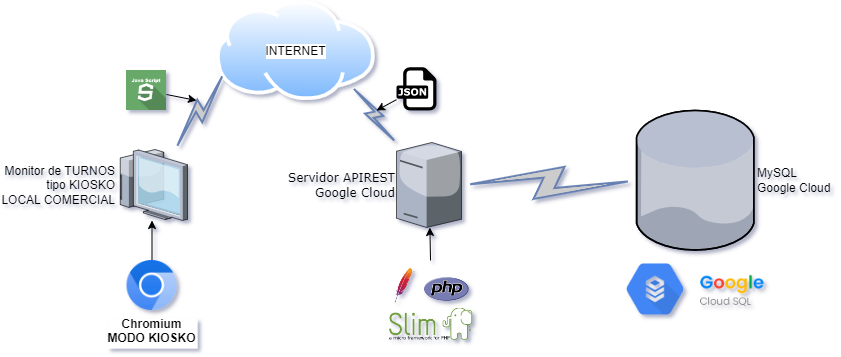 INTERNET
Java Script
S
JSON
Monitor de TURNOS
tipo KIOSKO
LOCAL COMERCIAL
Servidor APIREST
Google Cloud
MySQL
Google Cloud
php
Slim
a micro framework for PHP
Google
Cloud SQL
Chromium
MODO KIOSKO